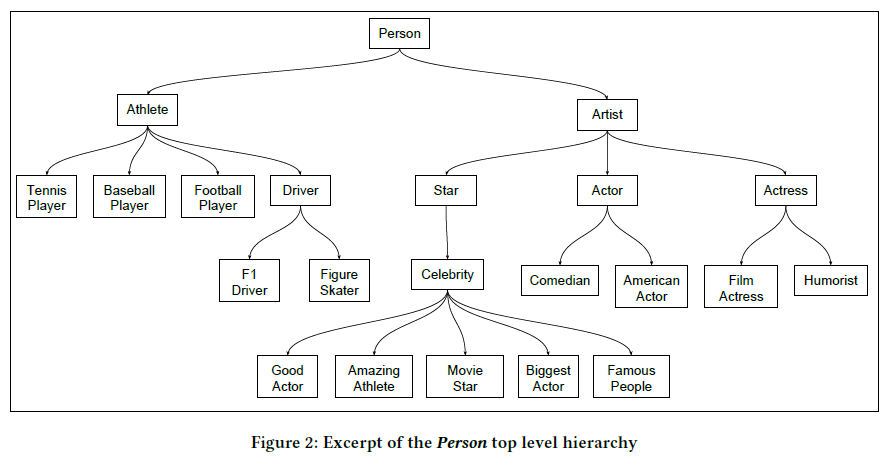 Person
Athlete
Artist
Tennis
Player
Baseball
Player
Football
Player
Driver
Star
Actor
Actress
F1
Driver
Figure
Skater
Celebrity
Comedian
American
Actor
Film
Actress
Humorist
Good
Actor
Amazing
Athlete
Movie
Star
Biggest
Actor
Famous
People
Figure 2: Excerpt of the Person top level hierarchy